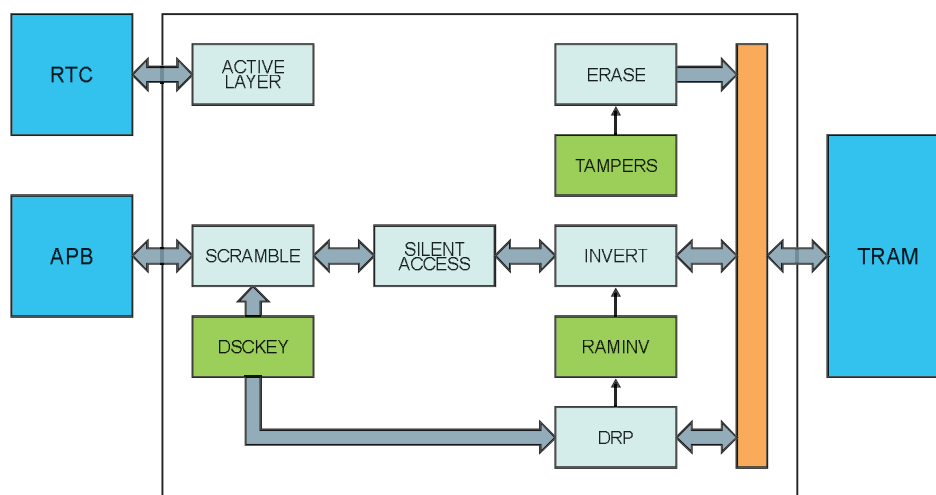 RTC
ACTIVE
LAYER
ERASE
TAMPERS
APB
SCRAMBLE
SILENT
ACCESS
INVERT
TRAM
DSCKEY
RAMINV
DRP